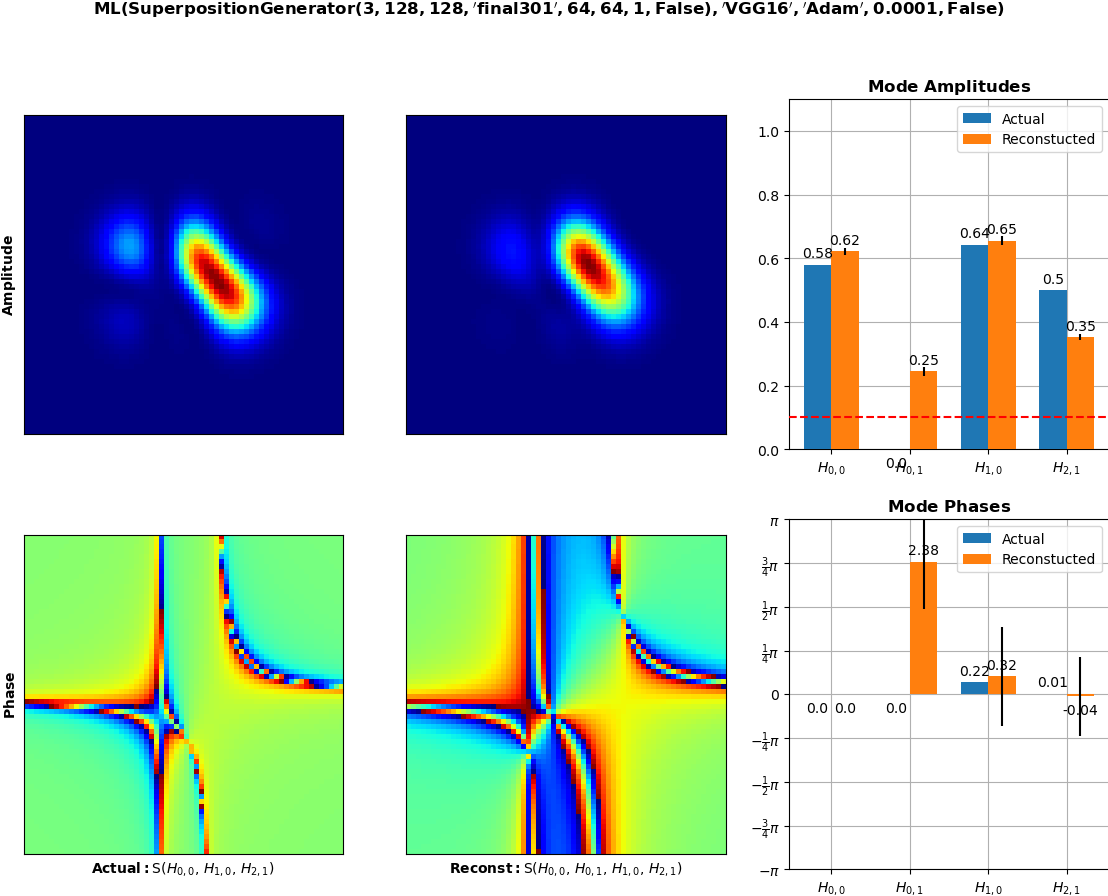 ML(SuperpositionGenerator(3, 128, 128, 'final301', 64, 64, 1, False), 'VGG16', 'Adam', 0.0001, False)
Amplitude
Mode Amplitudes
Actual
Reconstucted
1.0
0.8
0.6
0.4
0.2
0.0
0.58
0.62
0.0
0.25
0.64
0.65
0.5
0.35
H0,0
H0,1
H1,0
H2,1
Phase
Actual: S(H0,0, H1,0, H2,1)
Reconst: S(H0,0, H0,1, H1,0, H2,1)
Mode Phases
Actual
Reconstucted
π
3/4π
1/2π
1/4π
0
−1/4π
−1/2π
−3/4π
−π
0.0
0.0
0.0
2.38
0.22
0.32
0.01
-0.04
H0,0
H0,1
H1,0
H2,1